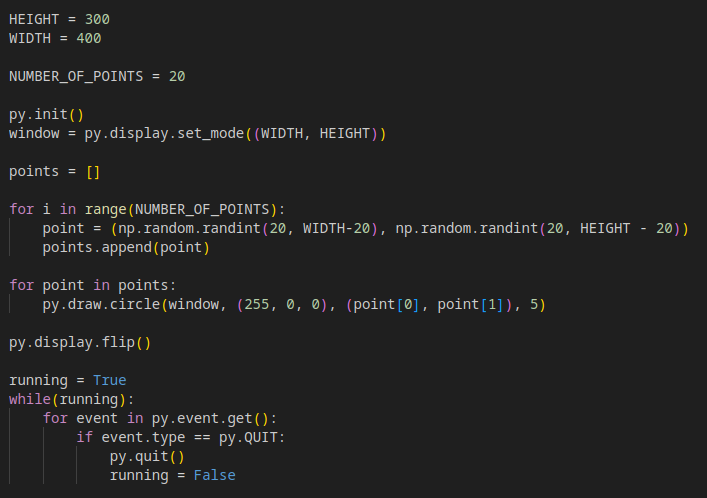 HEIGHT = 300
WIDTH = 400
NUMBER_OF_POINTS = 20
py.init()
window = py.display.set_mode((WIDTH, HEIGHT))
points = []
for i in range(NUMBER_OF_POINTS):
    point = (np.random.randint(20, WIDTH-20), np.random.randint(20, HEIGHT - 20))
    points.append(point)
for point in points:
    py.draw.circle(window, (255, 0, 0), (point[0], point[1]), 5)
py.display.flip()
running = True
while(running):
    for event in py.event.get():
        if event.type == py.QUIT:
            py.quit()
            running = False